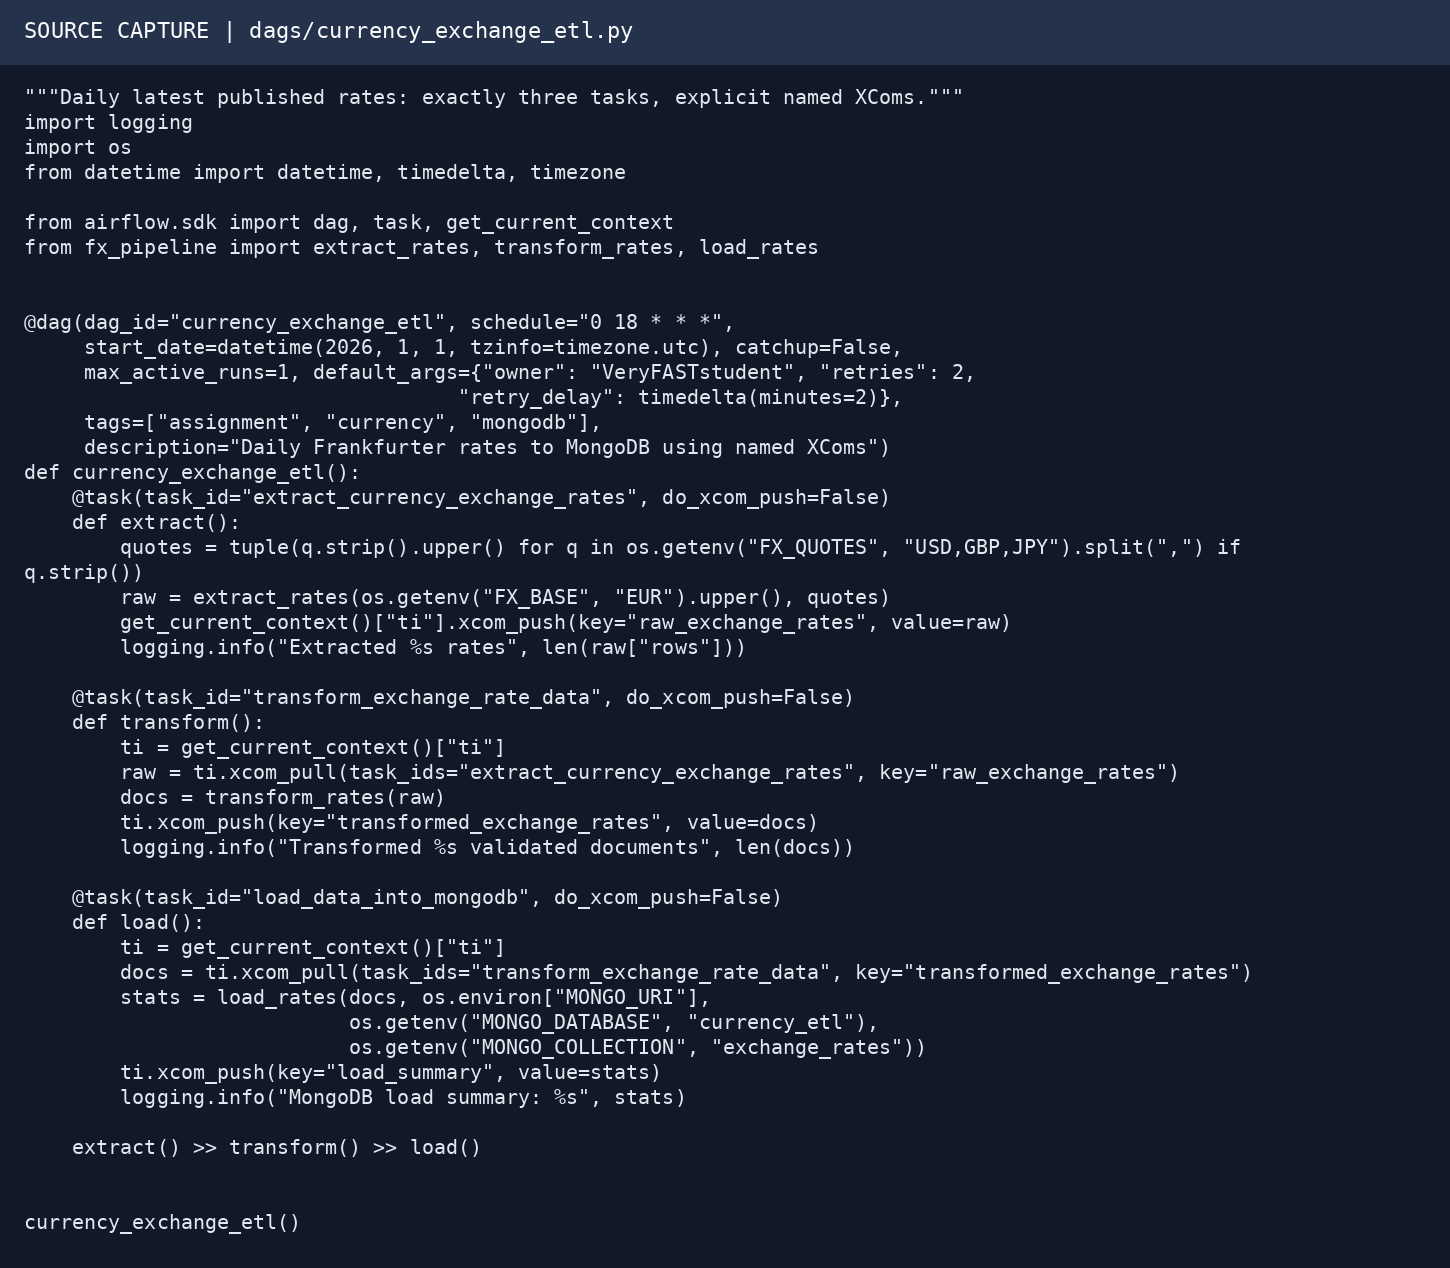 SOURCE CAPTURE | dags/currency_exchange_etl.py
"""Daily latest published rates: exactly three tasks, explicit named XComs."""
import logging
import os
from datetime import datetime, timedelta, timezone

from airflow.sdk import dag, task, get_current_context
from fx_pipeline import extract_rates, transform_rates, load_rates


@dag(dag_id="currency_exchange_etl", schedule="0 18 * * *",
     start_date=datetime(2026, 1, 1, tzinfo=timezone.utc), catchup=False,
     max_active_runs=1, default_args={"owner": "VeryFASTstudent", "retries": 2,
                                    "retry_delay": timedelta(minutes=2)},
     tags=["assignment", "currency", "mongodb"],
     description="Daily Frankfurter rates to MongoDB using named XComs")
def currency_exchange_etl():
    @task(task_id="extract_currency_exchange_rates", do_xcom_push=False)
    def extract():
        quotes = tuple(q.strip().upper() for q in os.getenv("FX_QUOTES", "USD,GBP,JPY").split(",") if
q.strip())
        raw = extract_rates(os.getenv("FX_BASE", "EUR").upper(), quotes)
        get_current_context()["ti"].xcom_push(key="raw_exchange_rates", value=raw)
        logging.info("Extracted %s rates", len(raw["rows"]))

    @task(task_id="transform_exchange_rate_data", do_xcom_push=False)
    def transform():
        ti = get_current_context()["ti"]
        raw = ti.xcom_pull(task_ids="extract_currency_exchange_rates", key="raw_exchange_rates")
        docs = transform_rates(raw)
        ti.xcom_push(key="transformed_exchange_rates", value=docs)
        logging.info("Transformed %s validated documents", len(docs))

    @task(task_id="load_data_into_mongodb", do_xcom_push=False)
    def load():
        ti = get_current_context()["ti"]
        docs = ti.xcom_pull(task_ids="transform_exchange_rate_data", key="transformed_exchange_rates")
        stats = load_rates(docs, os.environ["MONGO_URI"],
                           os.getenv("MONGO_DATABASE", "currency_etl"),
                           os.getenv("MONGO_COLLECTION", "exchange_rates"))
        ti.xcom_push(key="load_summary", value=stats)
        logging.info("MongoDB load summary: %s", stats)

    extract() >> transform() >> load()


currency_exchange_etl()